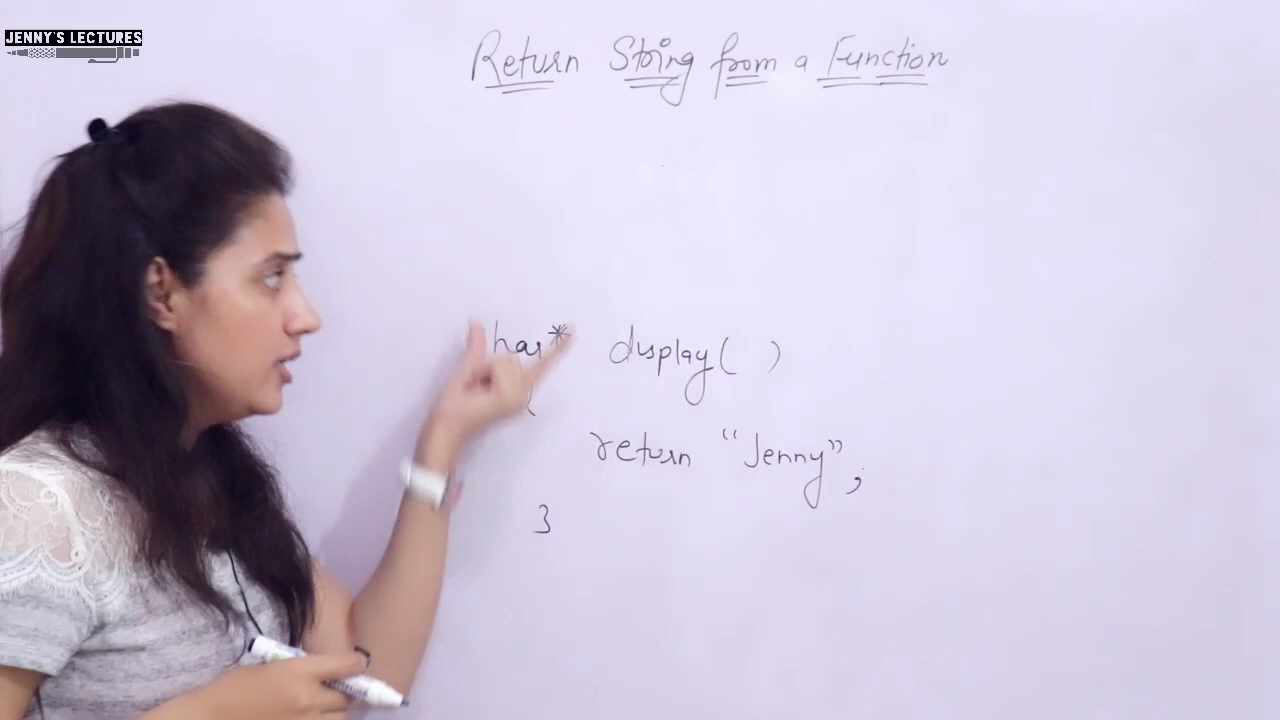 JENNY'S LECTURES
Return String from a Function
har* display( )
{
return "Jenny";
}